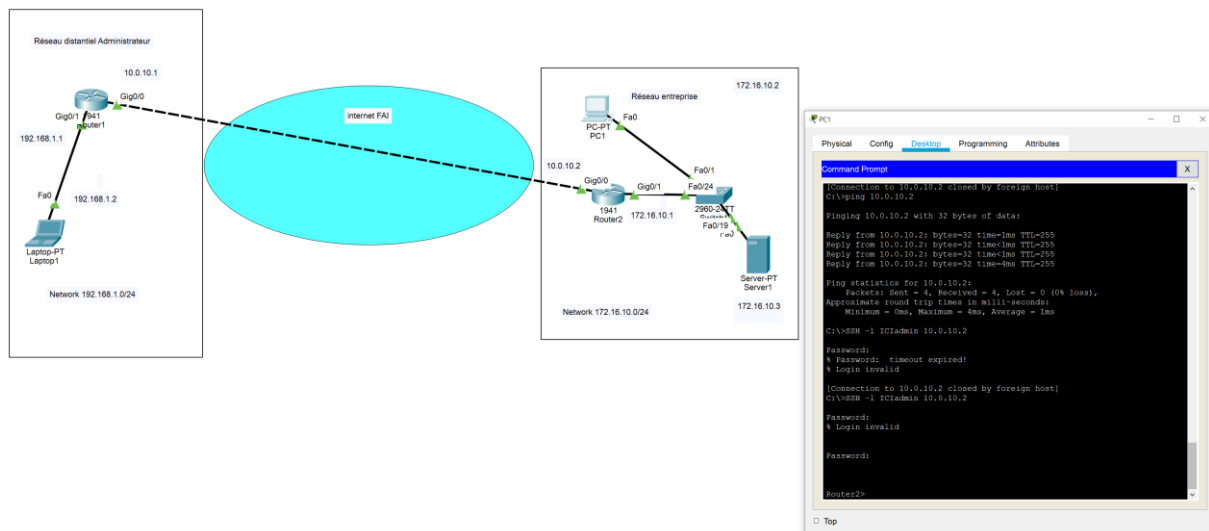 Réseau distantiel Administrateur
10.0.10.1
Gig0/0
Gig0/1
1941
Router1
192.168.1.1
Fa0
192.168.1.2
Laptop-PT
Laptop1
Network 192.168.1.0/24
internet FAI
172.16.10.2
Réseau entreprise
Fa0
PC-PT
PC1
10.0.10.2
Gig0/0
Gig0/1
Fa0/1
Fa0/24
1941
Router2
172.16.10.1
2960-24TT
Switch1
Fa0/19
Fa0
Server-PT
Server1
172.16.10.3
Network 172.16.10.0/24
PC1
Physical Config Desktop Programming Attributes
Command Prompt X
[Connection to 10.0.10.2 closed by foreign host]
C:\>ping 10.0.10.2
Pinging 10.0.10.2 with 32 bytes of data:
Reply from 10.0.10.2: bytes=32 time=1ms TTL=255
Reply from 10.0.10.2: bytes=32 time<1ms TTL=255
Reply from 10.0.10.2: bytes=32 time<1ms TTL=255
Reply from 10.0.10.2: bytes=32 time=4ms TTL=255
Ping statistics for 10.0.10.2:
Packets: Sent = 4, Received = 4, Lost = 0 (0% loss),
Approximate round trip times in milli-seconds:
Minimum = 0ms, Maximum = 4ms, Average = 1ms
C:\>SSH -l ICIadmin 10.0.10.2
Password:
% Password: timeout expired!
% Login invalid
[Connection to 10.0.10.2 closed by foreign host]
C:\>SSH -l ICIadmin 10.0.10.2
Password:
% Login invalid
Password:
Router2>
Top